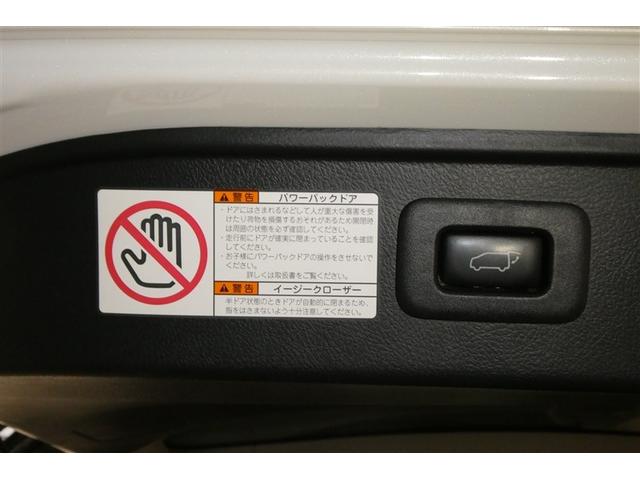 警告 パワーバックドア
・ドアにはさまれるなどして人が重大な傷害を受
けたり荷物を損傷するおそれがあるため開閉時
は周囲の状態を必ず確認してください。
・走行前にドアが確実に閉まっていることを確認
してください。
・お子様にパワーバックドアの操作をさせないで
ください。 詳しくは取扱書をご覧ください。
警告 イージークローザー
半ドア状態のときドアが自動的に閉まるため、
指をはさまないよう十分注意してください。